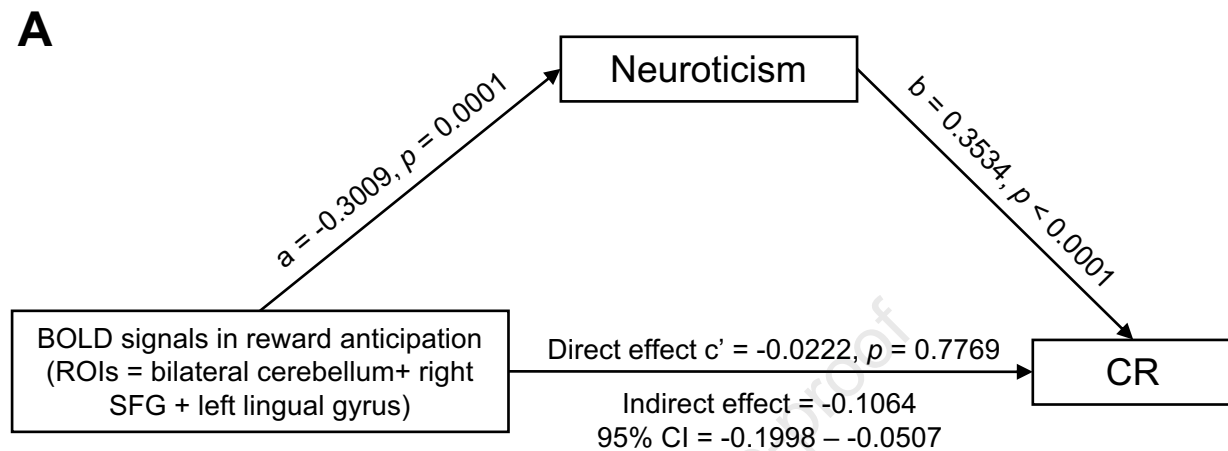 A
Neuroticism
a = -0.3009, p = 0.0001
b = 0.3534, p < 0.0001
BOLD signals in reward anticipation
(ROIs = bilateral cerebellum+ right
SFG + left lingual gyrus)
Direct effect c’ = -0.0222, p = 0.7769
Indirect effect = -0.1064
95% CI = -0.1998 – -0.0507
CR
proof